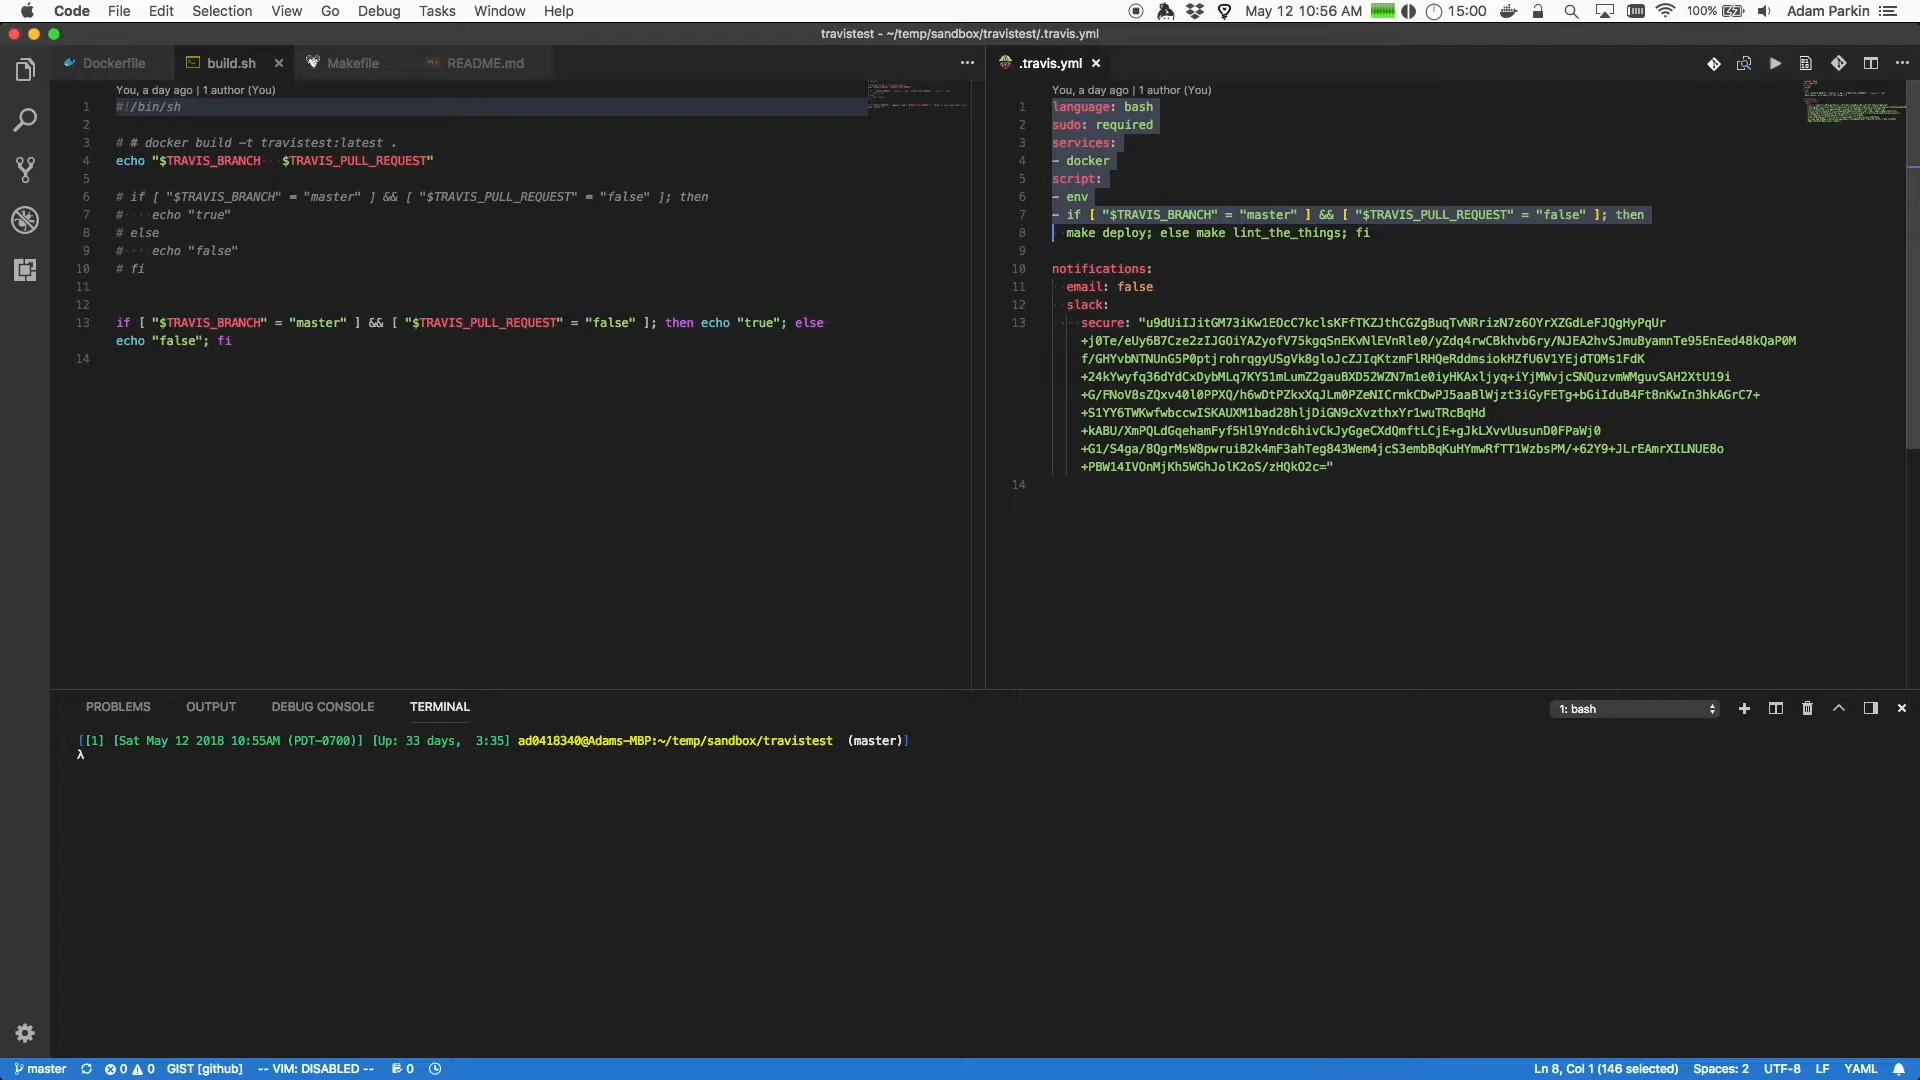 Code File Edit Selection View Go Debug Tasks Window Help
May 12 10:56 AM 15:00 100% Adam Parkin
travistest - ~/temp/sandbox/travistest/.travis.yml
Dockerfile build.sh Makefile README.md
You, a day ago | 1 author (You)
1 #!/bin/sh
2
3 # # docker build -t travistest:latest .
4 echo "$TRAVIS_BRANCH $TRAVIS_PULL_REQUEST"
5
6 # if [ "$TRAVIS_BRANCH" = "master" ] && [ "$TRAVIS_PULL_REQUEST" = "false" ]; then
7 # echo "true"
8 # else
9 # echo "false"
10 # fi
11
12
13 if [ "$TRAVIS_BRANCH" = "master" ] && [ "$TRAVIS_PULL_REQUEST" = "false" ]; then echo "true"; else
echo "false"; fi
14
.travis.yml
You, a day ago | 1 author (You)
1 language: bash
2 sudo: required
3 services:
4 - docker
5 script:
6 - env
7 - if [ "$TRAVIS_BRANCH" = "master" ] && [ "$TRAVIS_PULL_REQUEST" = "false" ]; then
8 make deploy; else make lint_the_things; fi
9
10 notifications:
11 email: false
12 slack:
13 secure: "u9dUiIJitGM73iKw1EOcC7kclsKFfTKZJthCGZgBuqTvNRrizN7z6OYrXZGdLeFJQgHyPqUr
+j0Te/eUy6B7Cze2zIJGOiYAZyofV75kgqSnEKvNlEVnRle0/yZdq4rwCBkhvb6ry/NJEA2hvSJmuByamnTe95EnEed48kQaP0M
f/GHYvbNTNUnG5P0ptjrohrqgyUSgVk8gloJcZJIqKtzmFlRHQeRddmsiokHZfU6V1YEjdTOMs1FdK
+24kYwyfq36dYdCxDybMLq7KY51mLumZ2gauBXD52WZN7m1e0iyHKAxljyq+iYjMWvjcSNQuzvmWMguvSAH2XtU19i
+G/FNoV8sZQxv40l0PPXQ/h6wDtPZkxXqJLm0PZeNICrmkCDwPJ5aaBlWjzt3iGyFETg+bGiIduB4Ft8nKwIn3hkAGrC7+
+S1YY6TWKwfwbccwISKAUXM1bad28hljDiGN9cXvzthxYr1wuTRcBqHd
+kABU/XmPQLdGqehamFyf5Hl9Yndc6hivCkJyGgeCXdQmftLCjE+gJkLXvvUusunD0FPaWj0
+G1/S4ga/8QgrMsW8pwruiB2k4mF3ahTeg843Wem4jcS3embBqKuHYmwRfTT1WzbsPM/+62Y9+JLrEAmrXILNUE8o
+PBW14IVOnMjKh5WGhJolK2oS/zHQkO2c="
14
PROBLEMS OUTPUT DEBUG CONSOLE TERMINAL 1: bash
[[1] [Sat May 12 2018 10:55AM (PDT-0700)] [Up: 33 days, 3:35] ad0418340@Adams-MBP:~/temp/sandbox/travistest (master)]
λ
master 0 0 GIST [github] -- VIM: DISABLED -- 0 Ln 8, Col 1 (146 selected) Spaces: 2 UTF-8 LF YAML